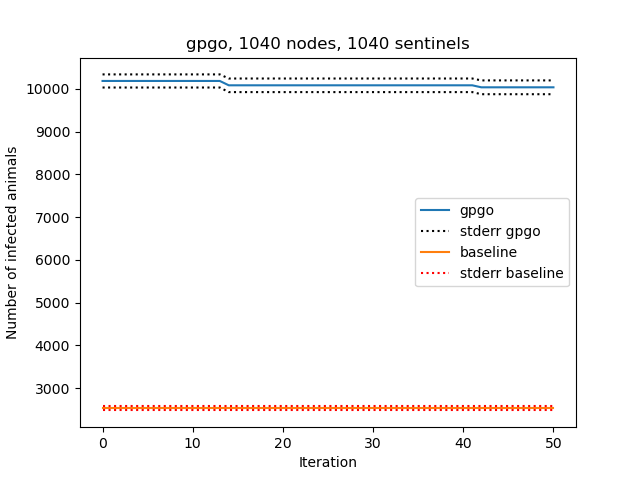 gpgo, 1040 nodes, 1040 sentinels
Number of infected animals
10000
9000
8000
7000
6000
5000
4000
3000
gpgo
stderr gpgo
baseline
stderr baseline
0 10 20 30 40 50
Iteration